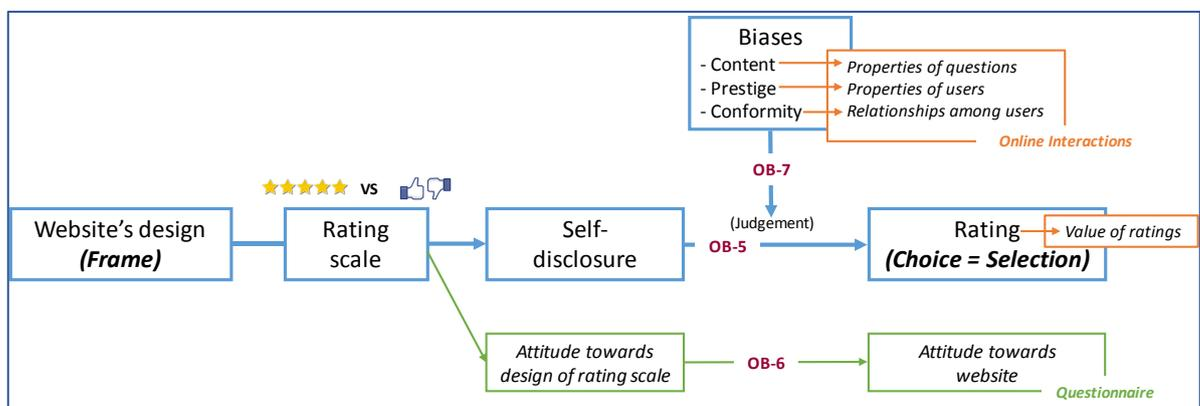 Biases
- Content
Properties of questions
- Prestige
Properties of users
- Conformity
Relationships among users
Online Interactions
OB-7
vs
(Judgement)
Website's design
(Frame)
Rating
scale
Self-
disclosure
OB-5
Rating
(Choice = Selection)
Value of ratings
Attitude towards
design of rating scale
OB-6
Attitude towards
website
Questionnaire